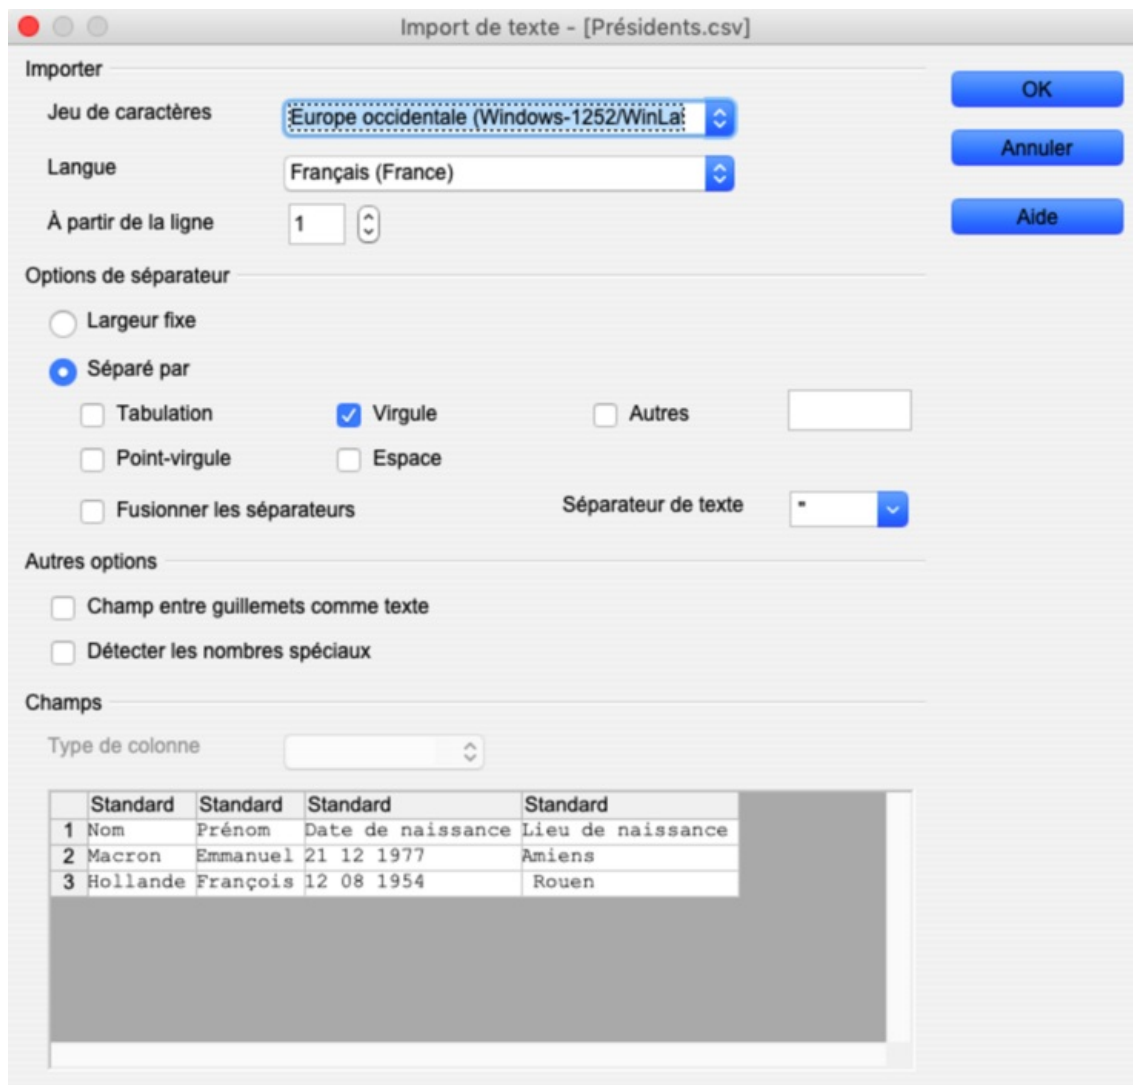 Import de texte - [Présidents.csv]
Importer
OK
Jeu de caractères Europe occidentale (Windows-1252/WinLa
Annuler
Langue Français (France)
À partir de la ligne 1
Aide
Options de séparateur
Largeur fixe
Séparé par
Tabulation Virgule Autres
Point-virgule Espace
Fusionner les séparateurs Séparateur de texte "
Autres options
Champ entre guillemets comme texte
Détecter les nombres spéciaux
Champs
Type de colonne
Standard Standard Standard Standard
1 Nom Prénom Date de naissance Lieu de naissance
2 Macron Emmanuel 21 12 1977 Amiens
3 Hollande François 12 08 1954 Rouen